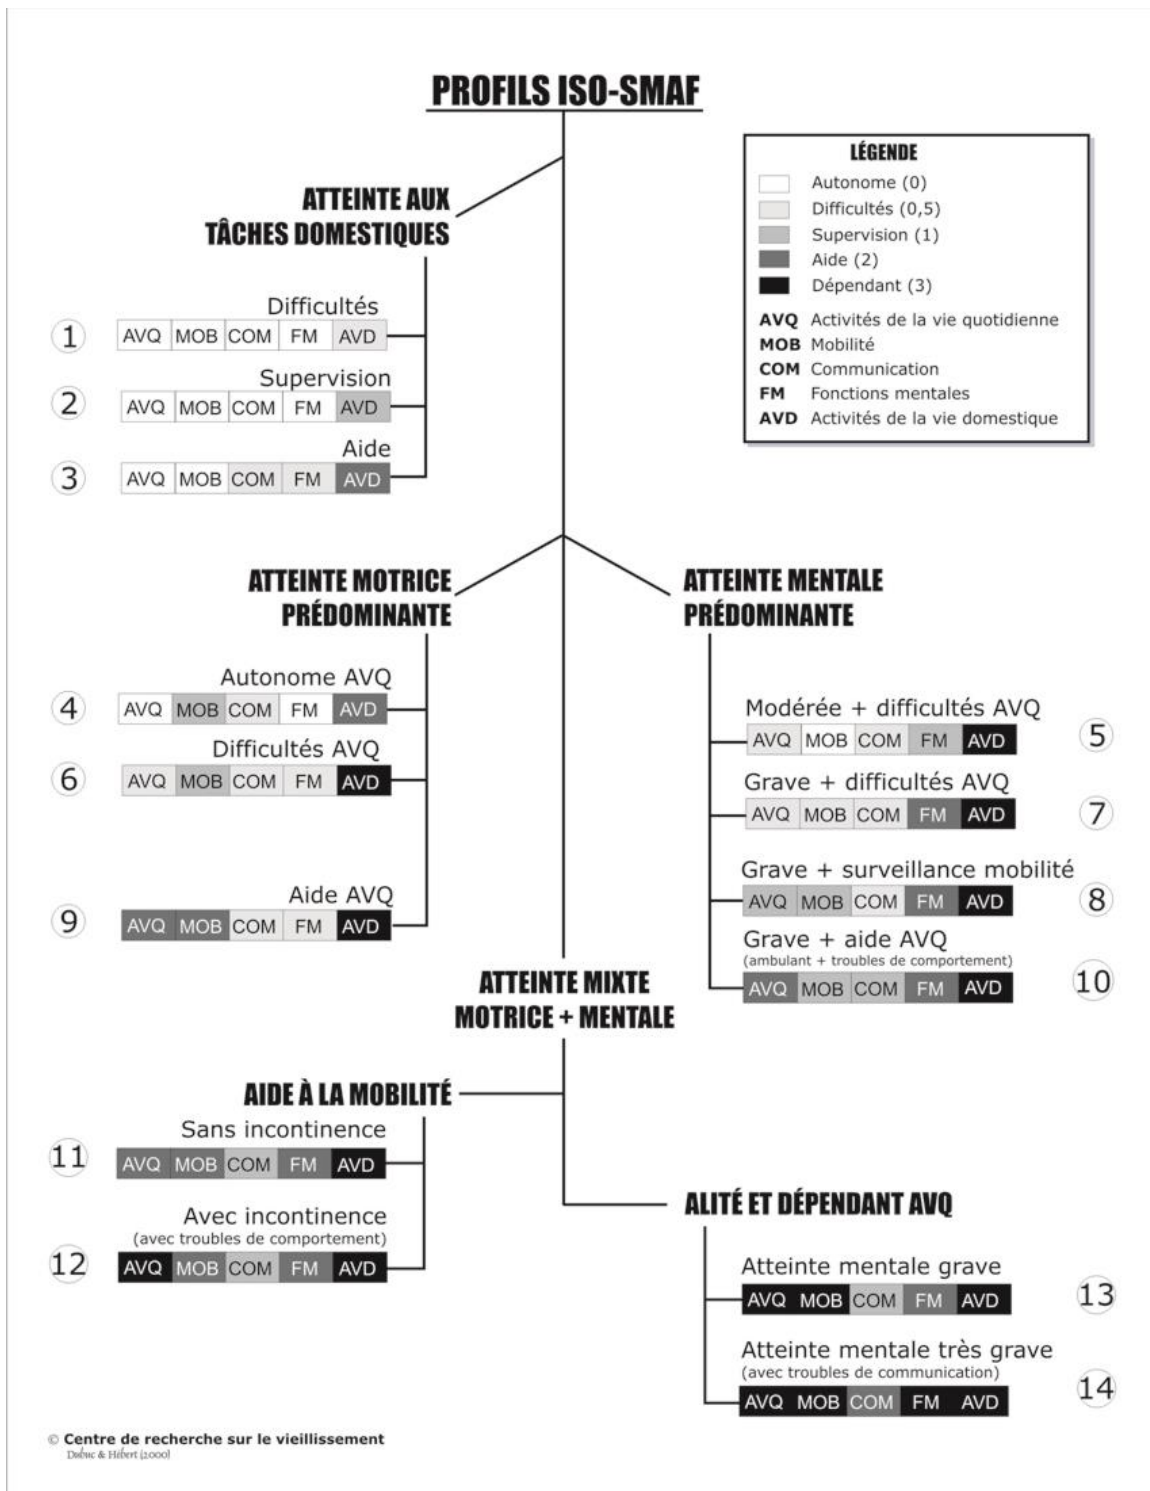 PROFILS ISO-SMAF
LÉGENDE
Autonome (0)
Difficultés (0,5)
Supervision (1)
Aide (2)
Dépendant (3)
AVQ Activités de la vie quotidienne
MOB Mobilité
COM Communication
FM Fonctions mentales
AVD Activités de la vie domestique
ATTEINTE AUX
TÂCHES DOMESTIQUES
Difficultés
1 AVQ MOB COM FM AVD
Supervision
2 AVQ MOB COM FM AVD
Aide
3 AVQ MOB COM FM AVD
ATTEINTE MOTRICE
PRÉDOMINANTE
Autonome AVQ
4 AVQ MOB COM FM AVD
Difficultés AVQ
6 AVQ MOB COM FM AVD
Aide AVQ
9 AVQ MOB COM FM AVD
ATTEINTE MENTALE
PRÉDOMINANTE
Modérée + difficultés AVQ
AVQ MOB COM FM AVD 5
Grave + difficultés AVQ
AVQ MOB COM FM AVD 7
Grave + surveillance mobilité
AVQ MOB COM FM AVD 8
Grave + aide AVQ
(ambulant + troubles de comportement)
AVQ MOB COM FM AVD 10
ATTEINTE MIXTE
MOTRICE + MENTALE
AIDE À LA MOBILITÉ
Sans incontinence
11 AVQ MOB COM FM AVD
Avec incontinence
(avec troubles de comportement)
12 AVQ MOB COM FM AVD
ALITÉ ET DÉPENDANT AVQ
Atteinte mentale grave
AVQ MOB COM FM AVD 13
Atteinte mentale très grave
(avec troubles de communication)
AVQ MOB COM FM AVD 14
© Centre de recherche sur le vieillissement
Dubuc & Hébert (2000)